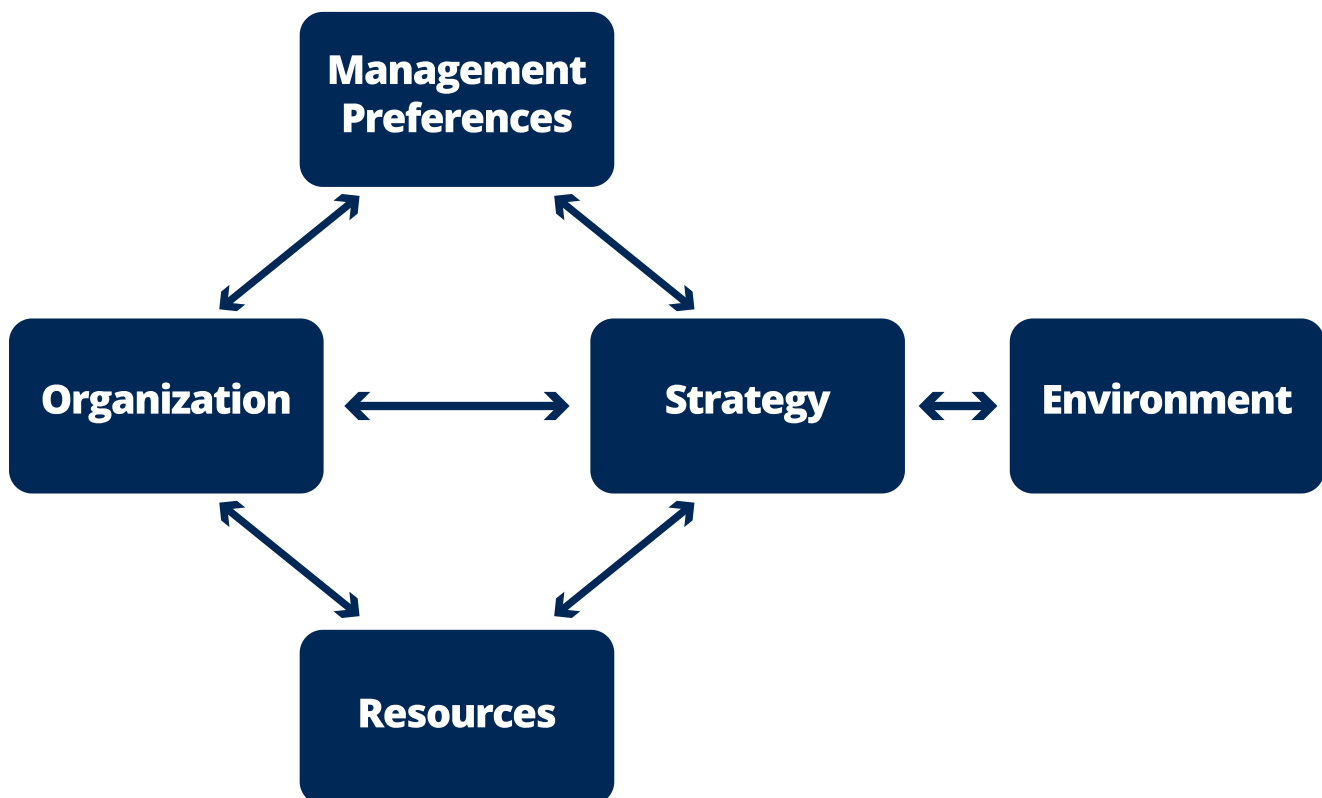 Management
Preferences
Organization
Strategy
Environment
Resources